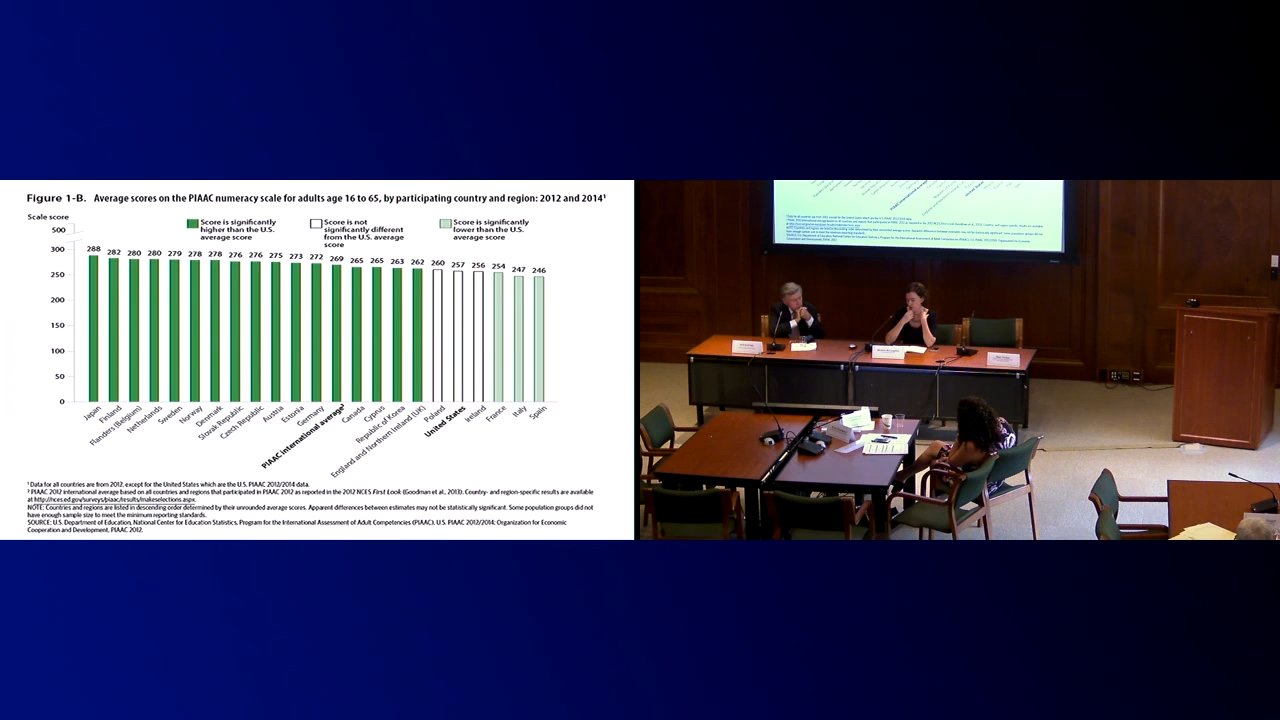 Figure 1-B. Average scores on the PIAAC numeracy scale for adults age 16 to 65, by participating country and region: 2012 and 2014¹
Scale score
Score is significantly
higher than the U.S.
average score
Score is not
significantly different
from the U.S. average
score
Score is significantly
lower than the U.S.
average score
500
300
250
200
150
100
50
0
288 282 280 280 279 278 278 276 276 275 273 272 269 265 265 263 262 260 257 256 254 247 246
Japan
Finland
Flanders (Belgium)
Netherlands
Sweden
Norway
Denmark
Slovak Republic
Czech Republic
Austria
Estonia
Germany
PIAAC international average²
Canada
Cyprus
Republic of Korea
England and Northern Ireland (UK)
Poland
United States
Ireland
France
Italy
Spain
¹ Data for all countries are from 2012, except for the United States which are the U.S. PIAAC 2012/2014 data.
² PIAAC 2012 international average based on all countries and regions that participated in PIAAC 2012 as reported in the 2012 NCES First Look (Goodman et al., 2013). Country- and region-specific results are available
at http://nces.ed.gov/surveys/piaac/results/makeselections.aspx.
NOTE: Countries and regions are listed in descending order determined by their unrounded average scores. Apparent differences between estimates may not be statistically significant. Some population groups did not
have enough sample size to meet the minimum reporting standards.
SOURCE: U.S. Department of Education, National Center for Education Statistics, Program for the International Assessment of Adult Competencies (PIAAC), U.S. PIAAC 2012/2014; Organization for Economic
Cooperation and Development, PIAAC 2012.